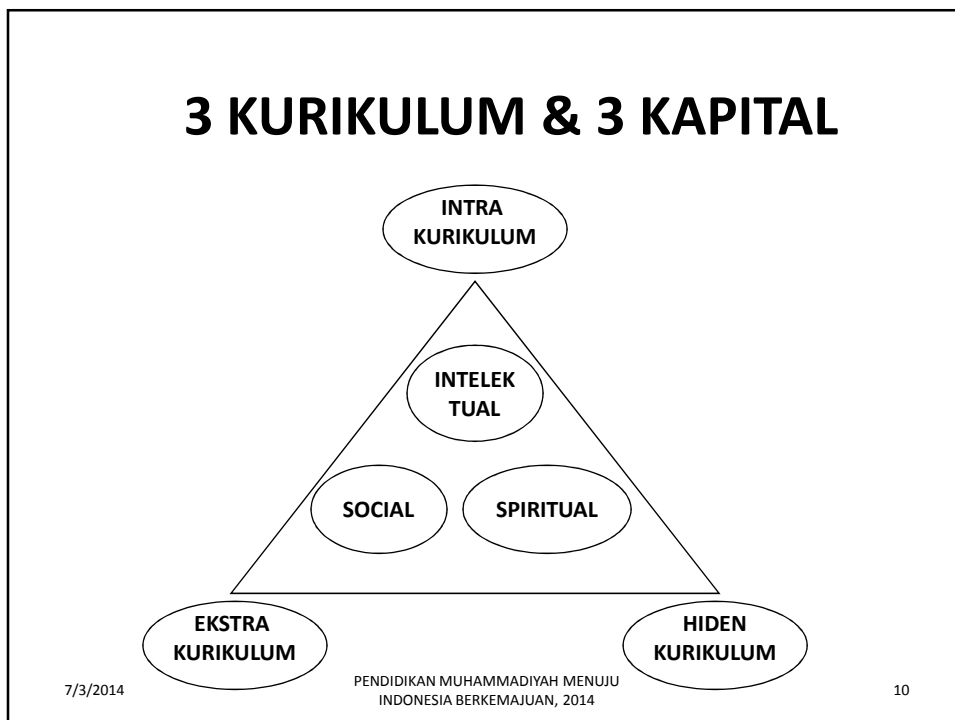 3 KURIKULUM & 3 KAPITAL
INTRA
KURIKULUM
INTELEK
TUAL
SOCIAL
SPIRITUAL
EKSTRA
KURIKULUM
HIDEN
KURIKULUM
7/3/2014
PENDIDIKAN MUHAMMADIYAH MENUJU
INDONESIA BERKEMAJUAN, 2014
10